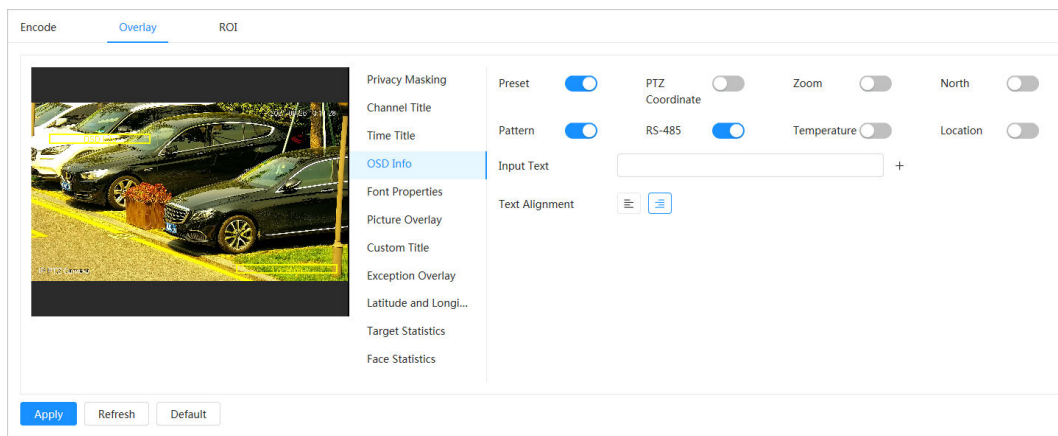 Encode Overlay ROI
Privacy Masking
Channel Title
Time Title
OSD Info
Font Properties
Picture Overlay
Custom Title
Exception Overlay
Latitude and Longi...
Target Statistics
Face Statistics
Preset PTZ Coordinate Zoom North
Pattern RS-485 Temperature Location
Input Text +
Text Alignment
Apply Refresh Default